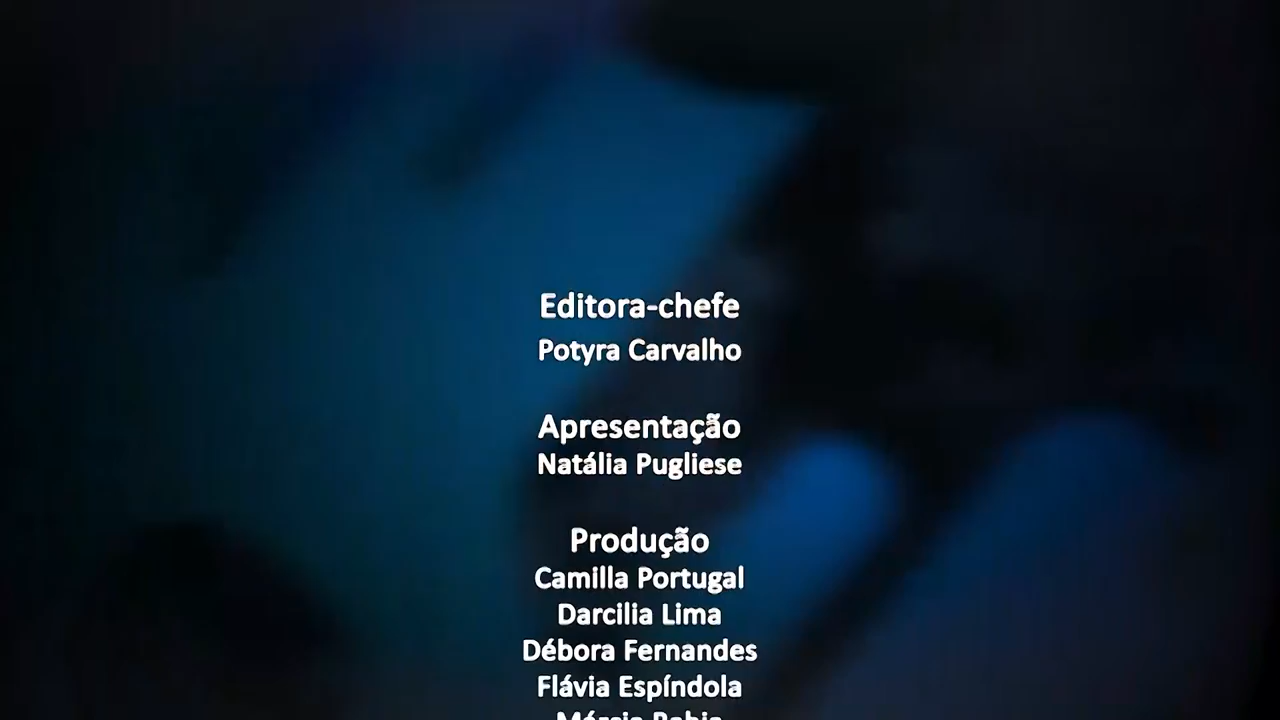 Editora-chefe
Potyra Carvalho
Apresentação
Natália Pugliese
Produção
Camilla Portugal
Darcilia Lima
Débora Fernandes
Flávia Espíndola